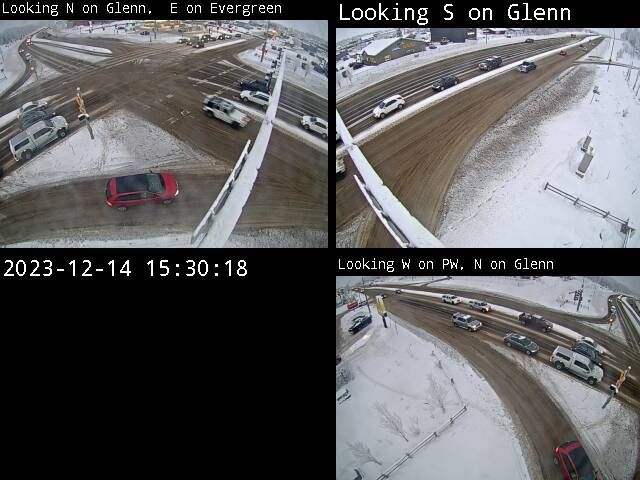 Looking N on Glenn,  E on Evergreen
Looking S on Glenn
2023-12-14 15:30:18
Looking W on PW, N on Glenn